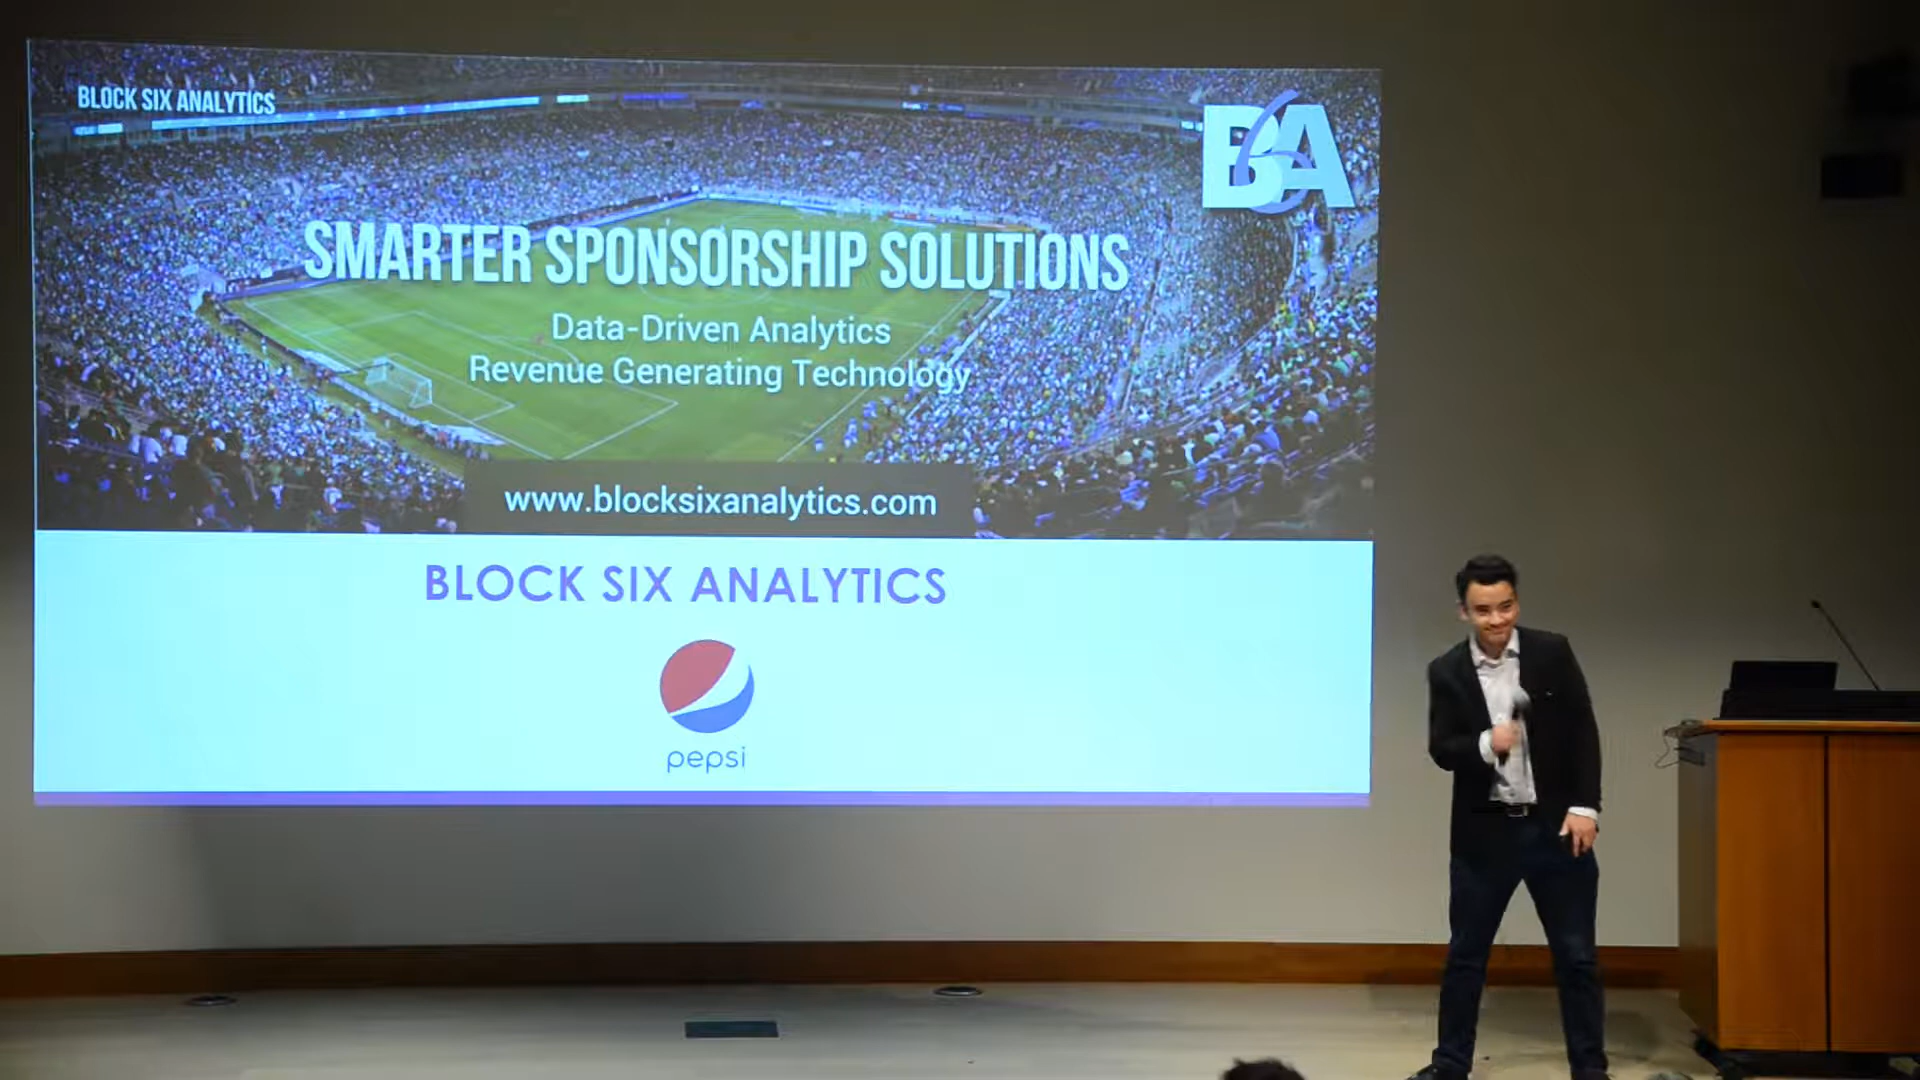 BLOCK SIX ANALYTICS
B6A
SMARTER SPONSORSHIP SOLUTIONS
Data-Driven Analytics
Revenue Generating Technology
www.blocksixanalytics.com
BLOCK SIX ANALYTICS
pepsi